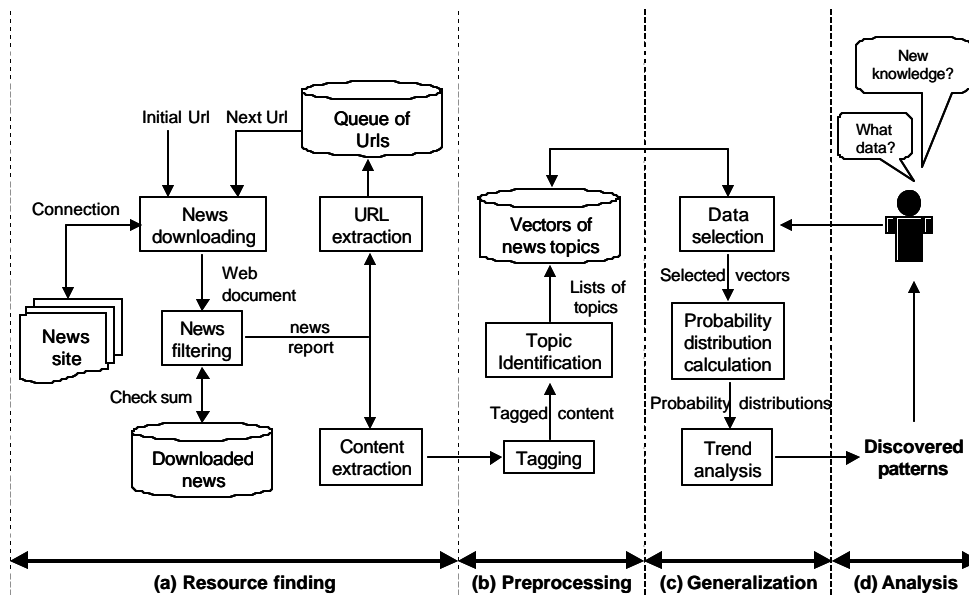 New
knowledge?
What
data?
Initial Url
Next Url
Queue of
Urls
Connection
News
downloading
URL
extraction
Vectors of
news topics
Data
selection
Web
document
Lists of
topics
Selected vectors
News
site
News
filtering
news
report
Topic
Identification
Probability
distribution
calculation
Check sum
Tagged content
Probability distributions
Downloaded
news
Content
extraction
Tagging
Trend
analysis
Discovered
patterns
(a) Resource finding
(b) Preprocessing
(c) Generalization
(d) Analysis